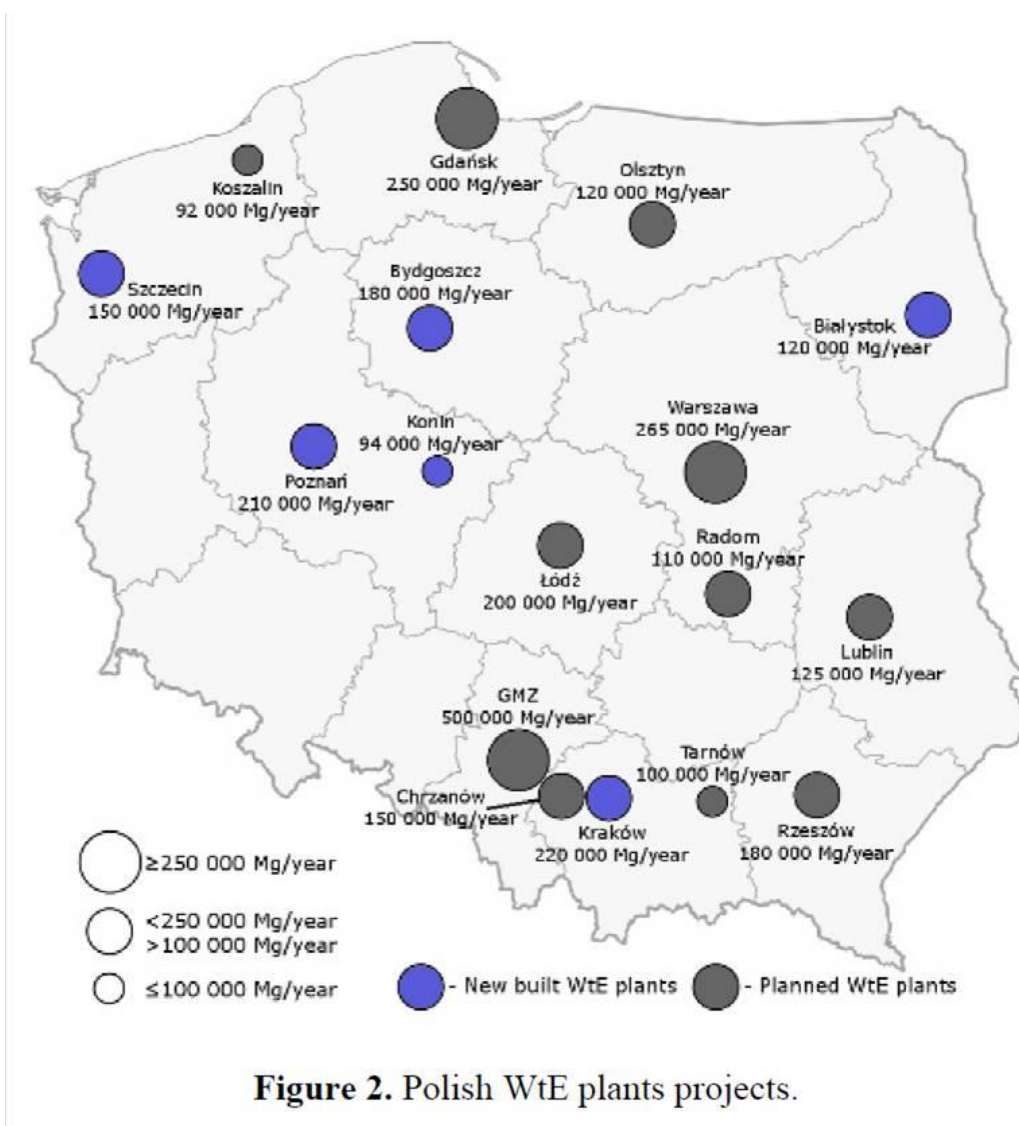 Gdańsk
250 000 Mg/year
Koszalin
92 000 Mg/year
Olsztyn
120 000 Mg/year
Szczecin
150 000 Mg/year
Bydgoszcz
180 000 Mg/year
Białystok
120 000 Mg/year
Warszawa
265 000 Mg/year
Konin
94 000 Mg/year
Poznań
210 000 Mg/year
Radom
110 000 Mg/year
Łódź
200 000 Mg/year
Lublin
125 000 Mg/year
GMZ
500 000 Mg/year
Tarnów
100 000 Mg/year
Chrzanów
150 000 Mg/year
Kraków
220 000 Mg/year
Rzeszów
180 000 Mg/year
≥250 000 Mg/year
<250 000 Mg/year
>100 000 Mg/year
≤100 000 Mg/year
- New built WtE plants
- Planned WtE plants
Figure 2. Polish WtE plants projects.